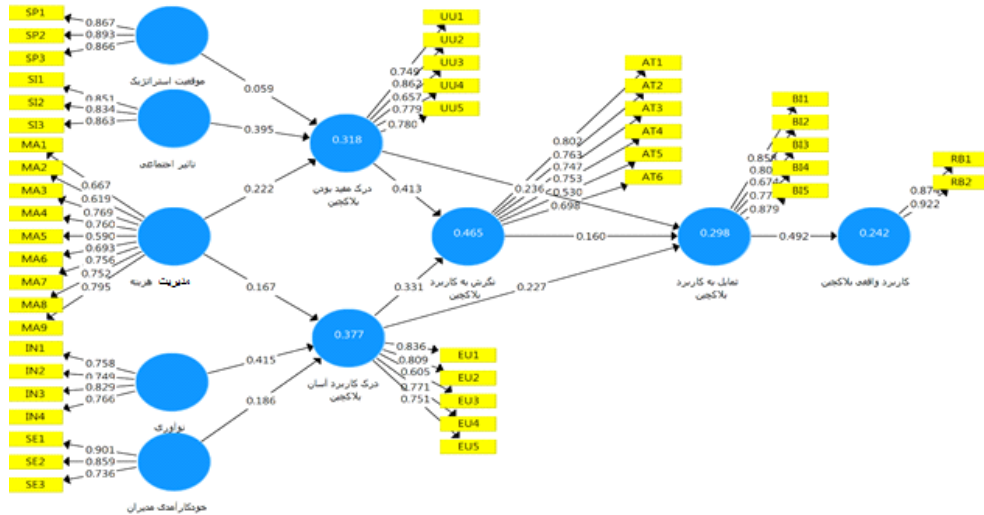 SP1
SP2
SP3
0.867
0.893
0.866
موقعیت استراتژیک
SI1
SI2
SI3
0.851
0.834
0.863
تاثیر اجتماعی
MA1
MA2
MA3
MA4
MA5
MA6
MA7
MA8
MA9
0.667
0.619
0.769
0.760
0.590
0.693
0.756
0.752
0.795
مدیریت هزینه
IN1
IN2
IN3
IN4
0.758
0.749
0.829
0.766
نوآوری
SE1
SE2
SE3
0.901
0.859
0.736
خودکارآمدی مدیران
0.059
0.395
0.222
0.167
0.415
0.186
UU1
UU2
UU3
UU4
UU5
0.749
0.862
0.657
0.779
0.780
0.318
درک مفید بودن
بلاکچین
0.377
درک کاربرد آسان
بلاکچین
0.836
0.809
0.605
0.771
0.751
EU1
EU2
EU3
EU4
EU5
0.413
0.331
0.236
0.227
AT1
AT2
AT3
AT4
AT5
AT6
0.802
0.763
0.747
0.753
0.530
0.698
0.465
نگرش به کاربرد
بلاکچین
0.160
BI1
BI2
BI3
BI4
BI5
0.879
0.298
تمایل به کاربرد
بلاکچین
0.492
RB1
RB2
0.922
0.242
کاربرد واقعی بلاکچین